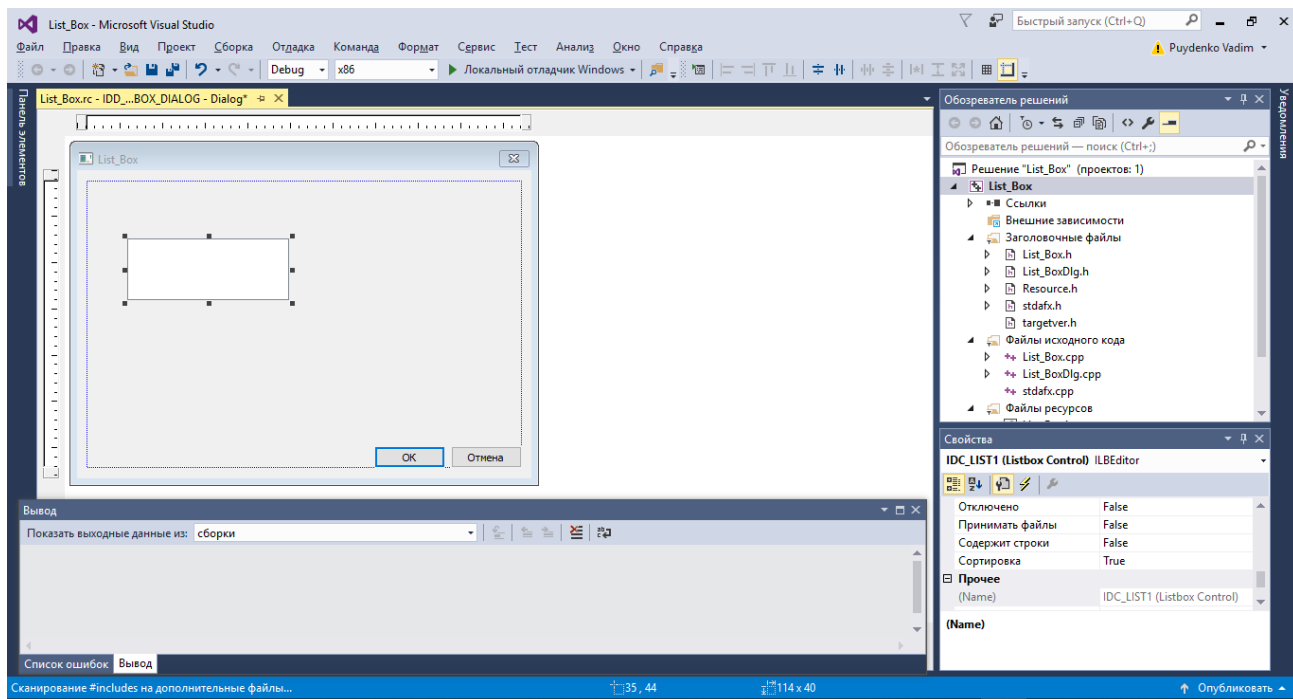 List_Box - Microsoft Visual Studio
Быстрый запуск (Ctrl+Q)
Файл Правка Вид Проект Сборка Отладка Команда Формат Сервис Тест Анализ Окно Справка
Puydenko Vadim
Debug x86 Локальный отладчик Windows
Панель элементов
List_Box.rc - IDD_...BOX_DIALOG - Dialog*
List_Box
OK Отмена
Вывод
Показать выходные данные из: сборки
Список ошибок Вывод
Обозреватель решений
Обозреватель решений — поиск (Ctrl+;)
Решение "List_Box" (проектов: 1)
List_Box
Ссылки
Внешние зависимости
Заголовочные файлы
List_Box.h
List_BoxDlg.h
Resource.h
stdafx.h
targetver.h
Файлы исходного кода
List_Box.cpp
List_BoxDlg.cpp
stdafx.cpp
Файлы ресурсов
Свойства
IDC_LIST1 (Listbox Control) ILBEditor
Отключено False
Принимать файлы False
Содержит строки False
Сортировка True
Прочее
(Name) IDC_LIST1 (Listbox Control)
(Name)
Уведомления
Сканирование #includes на дополнительные файлы... 35, 44 114 x 40 Опубликовать